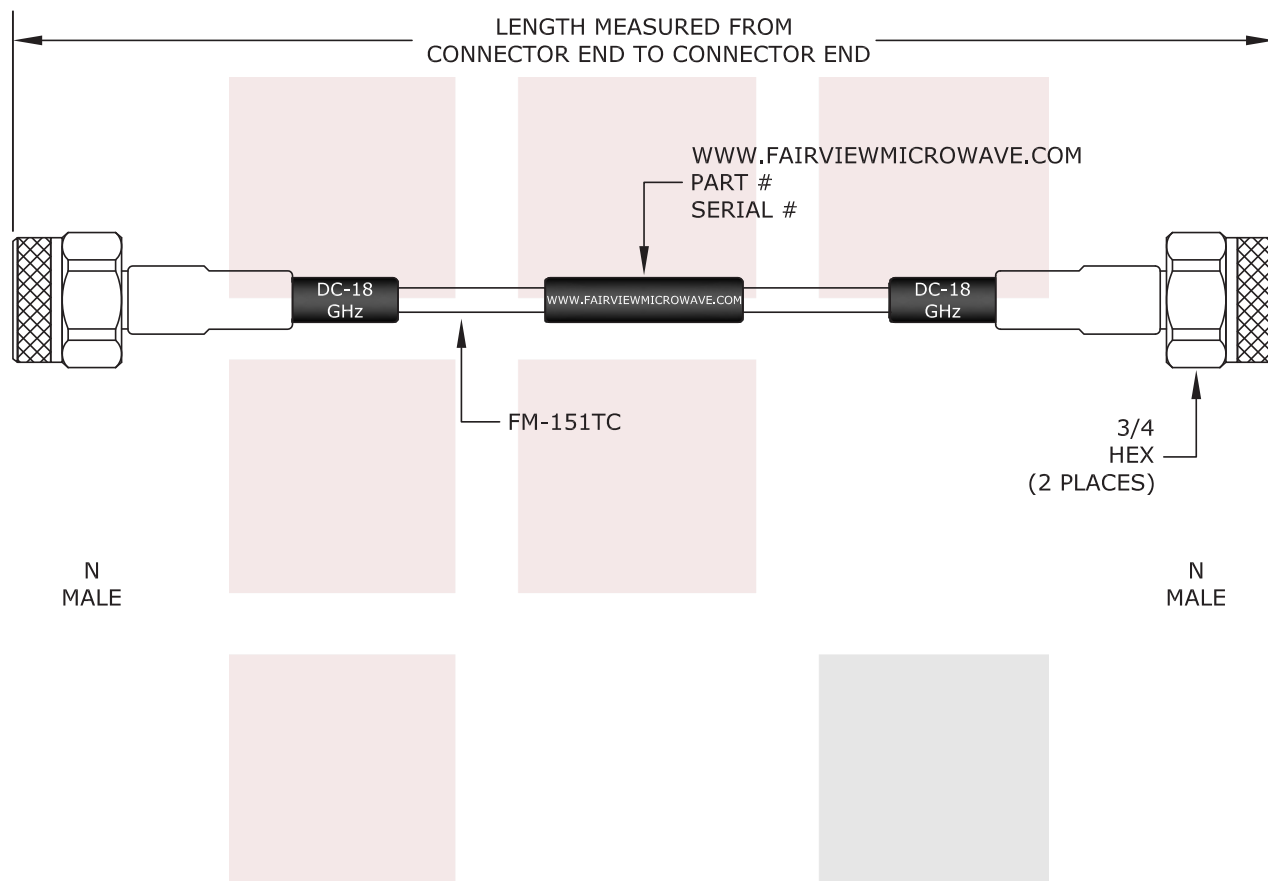 LENGTH MEASURED FROM
CONNECTOR END TO CONNECTOR END
WWW.FAIRVIEWMICROWAVE.COM
PART #
SERIAL #
DC-18
GHz
WWW.FAIRVIEWMICROWAVE.COM
DC-18
GHz
FM-151TC
3/4
HEX
(2 PLACES)
N
MALE
N
MALE